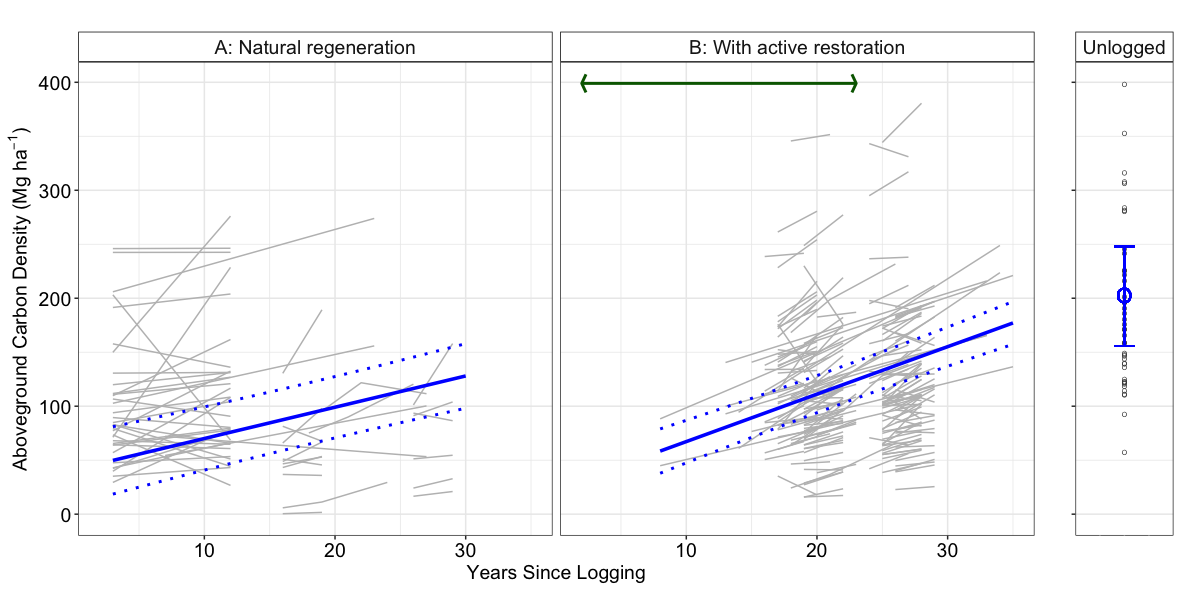 A: Natural regeneration
B: With active restoration
Unlogged
Aboveground Carbon Density (Mg ha⁻¹)
400
300
200
100
0
10
20
30
10
20
30
Years Since Logging